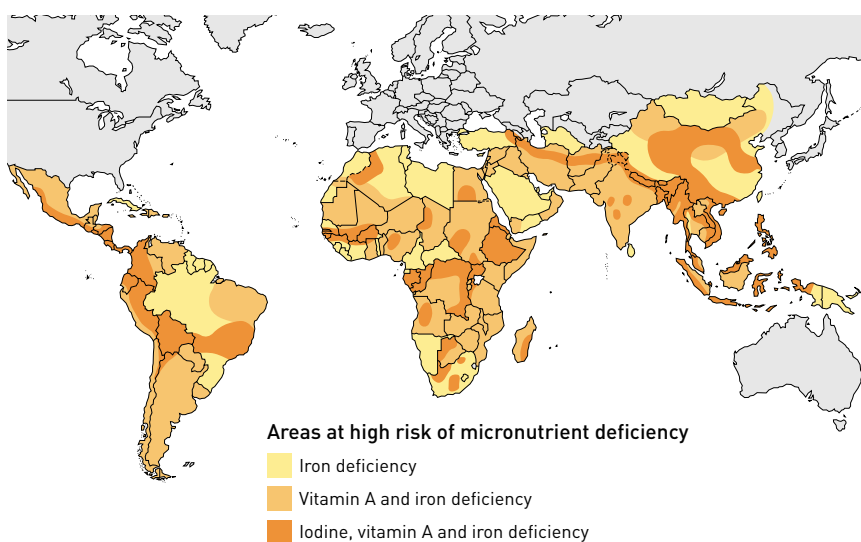 Areas at high risk of micronutrient deficiency
Iron deficiency
Vitamin A and iron deficiency
Iodine, vitamin A and iron deficiency